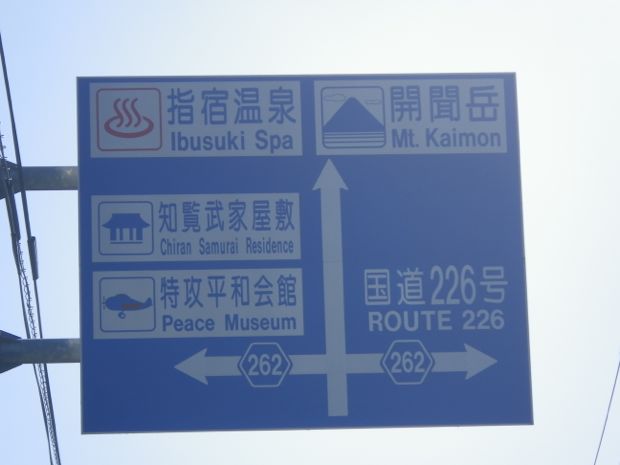 指宿温泉
Ibusuki Spa
開聞岳
Mt. Kaimon
知覧武家屋敷
Chiran Samurai Residence
特攻平和会館
Peace Museum
国道226号
ROUTE 226
262
262